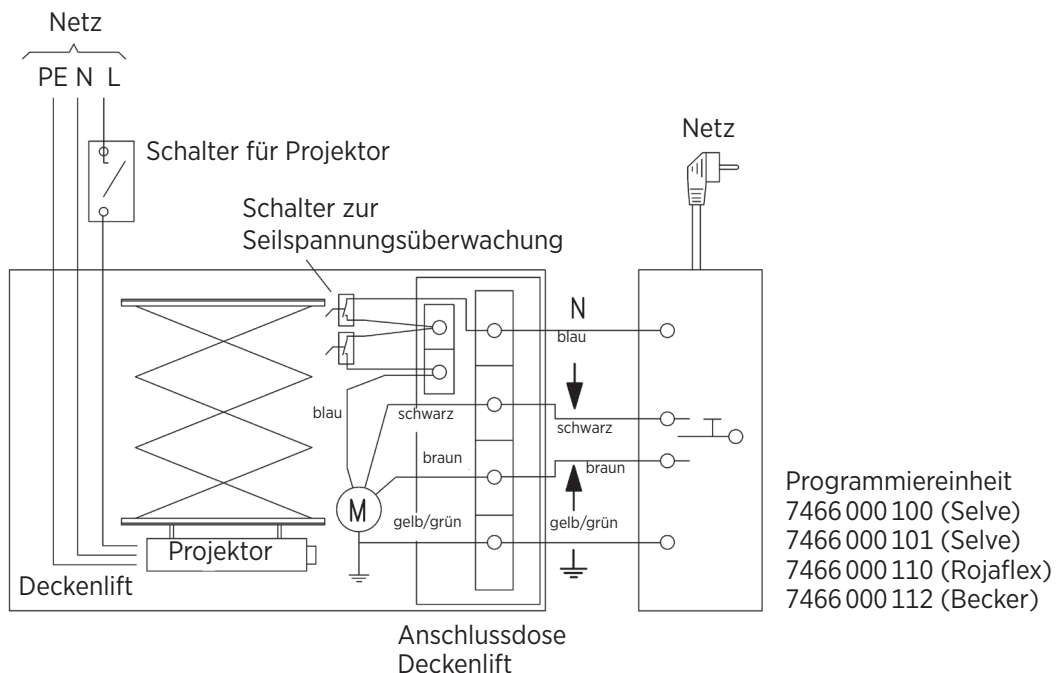 Netz
PE N L
Schalter für Projektor
Netz
Schalter zur
Seilspannungsüberwachung
N
blau
blau
schwarz
schwarz
braun
braun
M
gelb/grün
gelb/grün
Projektor
Deckenlift
Anschlussdose
Deckenlift
Programmiereinheit
7466 000 100 (Selve)
7466 000 101 (Selve)
7466 000 110 (Rojaflex)
7466 000 112 (Becker)